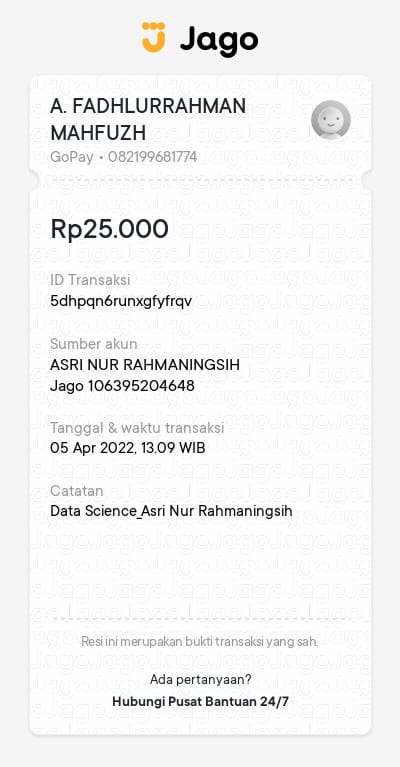 Jago
A. FADHLURRAHMAN
MAHFUZH
GoPay • 082199681774
Rp25.000
ID Transaksi
5dhpqn6runxgfyfrqv
Sumber akun
ASRI NUR RAHMANINGSIH
Jago 106395204648
Tanggal & waktu transaksi
05 Apr 2022, 13.09 WIB
Catatan
Data Science_Asri Nur Rahmaningsih
Resi ini merupakan bukti transaksi yang sah.
Ada pertanyaan?
Hubungi Pusat Bantuan 24/7